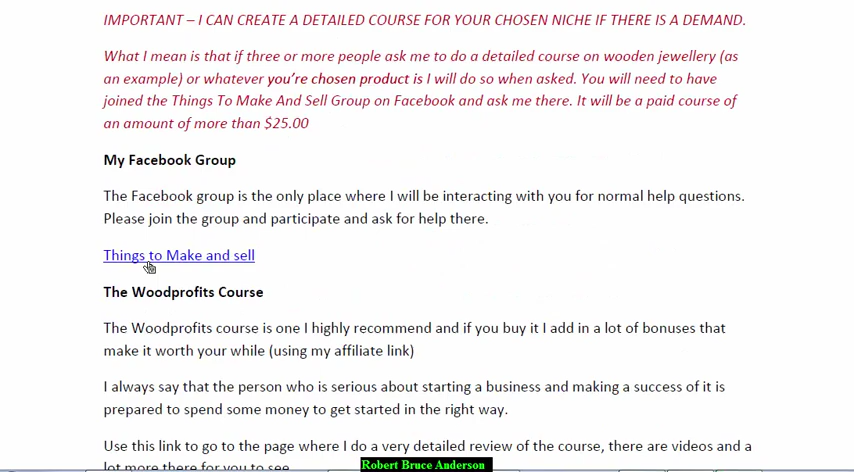 IMPORTANT – I CAN CREATE A DETAILED COURSE FOR YOUR CHOSEN NICHE IF THERE IS A DEMAND.
What I mean is that if three or more people ask me to do a detailed course on wooden jewellery (as
an example) or whatever you're chosen product is I will do so when asked. You will need to have
joined the Things To Make And Sell Group on Facebook and ask me there. It will be a paid course of
an amount of more than $25.00
My Facebook Group
The Facebook group is the only place where I will be interacting with you for normal help questions.
Please join the group and participate and ask for help there.
Things to Make and sell
The Woodprofits Course
The Woodprofits course is one I highly recommend and if you buy it I add in a lot of bonuses that
make it worth your while (using my affiliate link)
I always say that the person who is serious about starting a business and making a success of it is
prepared to spend some money to get started in the right way.
Use this link to go to the page where I do a very detailed review of the course, there are videos and a
lot more there for you to see
Robert Bruce Anderson